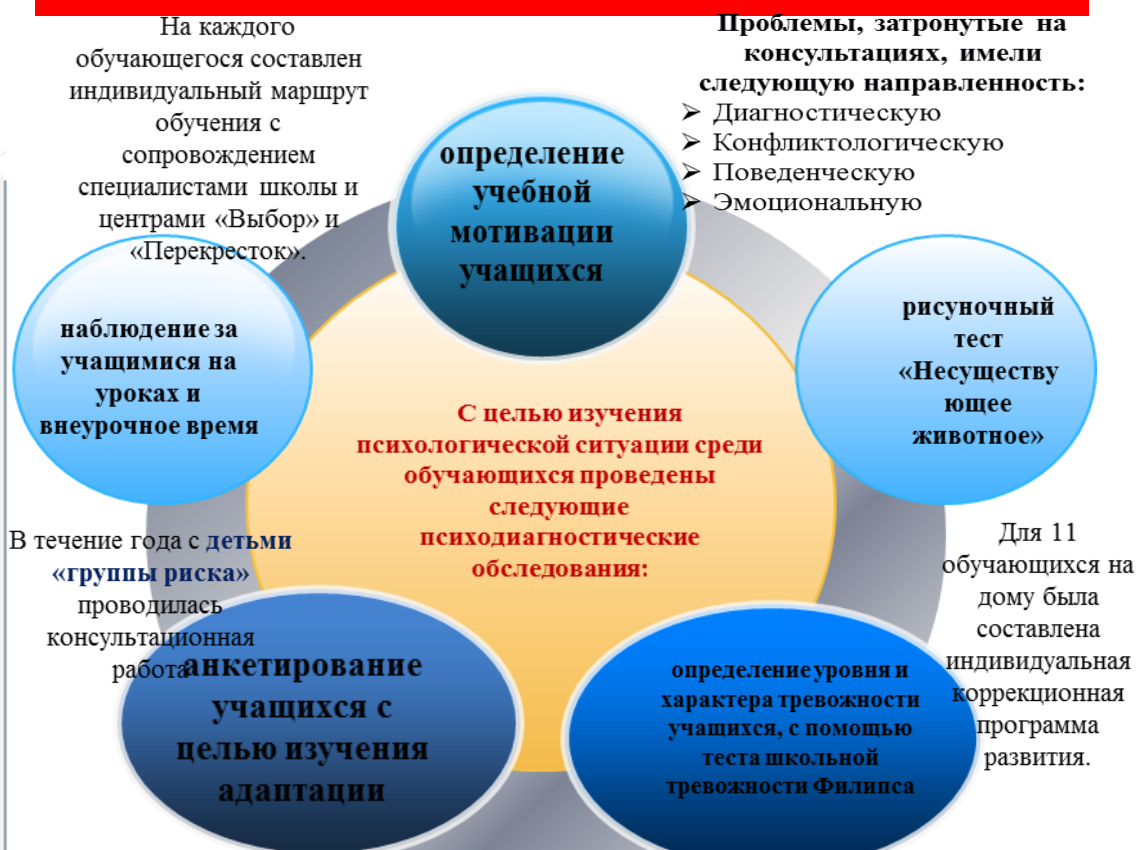 На каждого
обучающегося составлен
индивидуальный маршрут
обучения с
сопровождением
специалистами школы и
центрами «Выбор» и
«Перекресток».
Проблемы, затронутые на
консультациях, имели
следующую направленность:
➢ Диагностическую
➢ Конфликтологическую
➢ Поведенческую
➢ Эмоциональную
определение
учебной
мотивации
учащихся
наблюдение за
учащимися на
уроках и
внеурочное время
рисуночный
тест
«Несуществу
ющее
животное»
С целью изучения
психологической ситуации среди
обучающихся проведены
следующие
психодиагностические
обследования:
В течение года с детьми
«группы риска»
проводилась
консультационная
работа
Для 11
обучающихся на
дому была
составлена
индивидуальная
коррекционная
программа
развития.
анкетирование
учащихся с
целью изучения
адаптации
определение уровня и
характера тревожности
учащихся, с помощью
теста школьной
тревожности Филипса